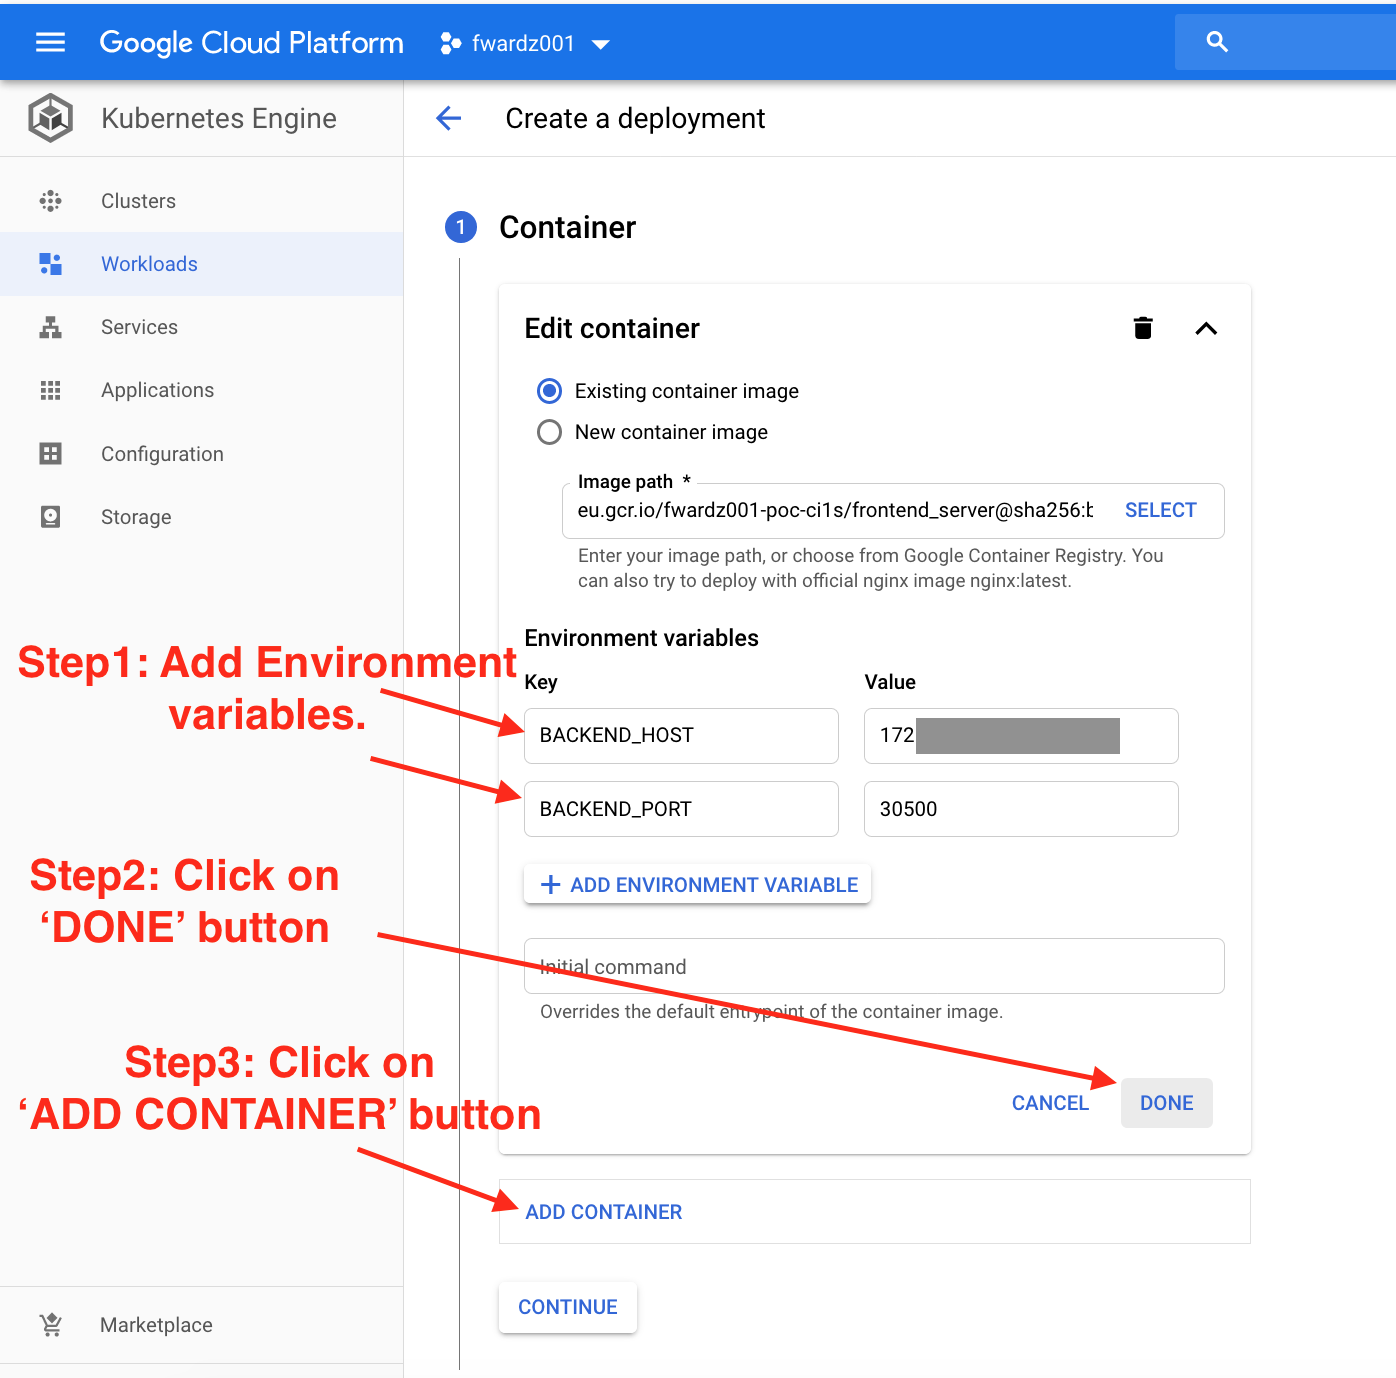 Google Cloud Platform
fwardz001
Kubernetes Engine
Create a deployment
Clusters
Workloads
Services
Applications
Configuration
Storage
Marketplace
1
Container
Edit container
Existing container image
New container image
Image path *
eu.gcr.io/fwardz001-poc-ci1s/frontend_server@sha256:b
SELECT
Enter your image path, or choose from Google Container Registry. You
can also try to deploy with official nginx image nginx:latest.
Environment variables
Key
Value
BACKEND_HOST
172
BACKEND_PORT
30500
ADD ENVIRONMENT VARIABLE
Initial command
Overrides the default entrypoint of the container image.
CANCEL
DONE
ADD CONTAINER
CONTINUE
Step1: Add Environment
variables.
Step2: Click on
‘DONE’ button
Step3: Click on
‘ADD CONTAINER’ button